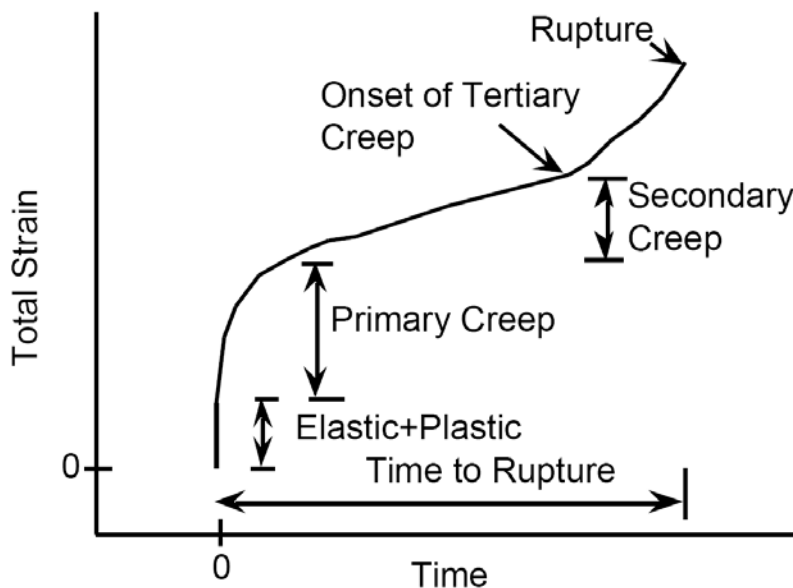 Rupture
Onset of Tertiary
Creep
Secondary
Creep
Primary Creep
Elastic+Plastic
Time to Rupture
Total Strain
0
0
Time